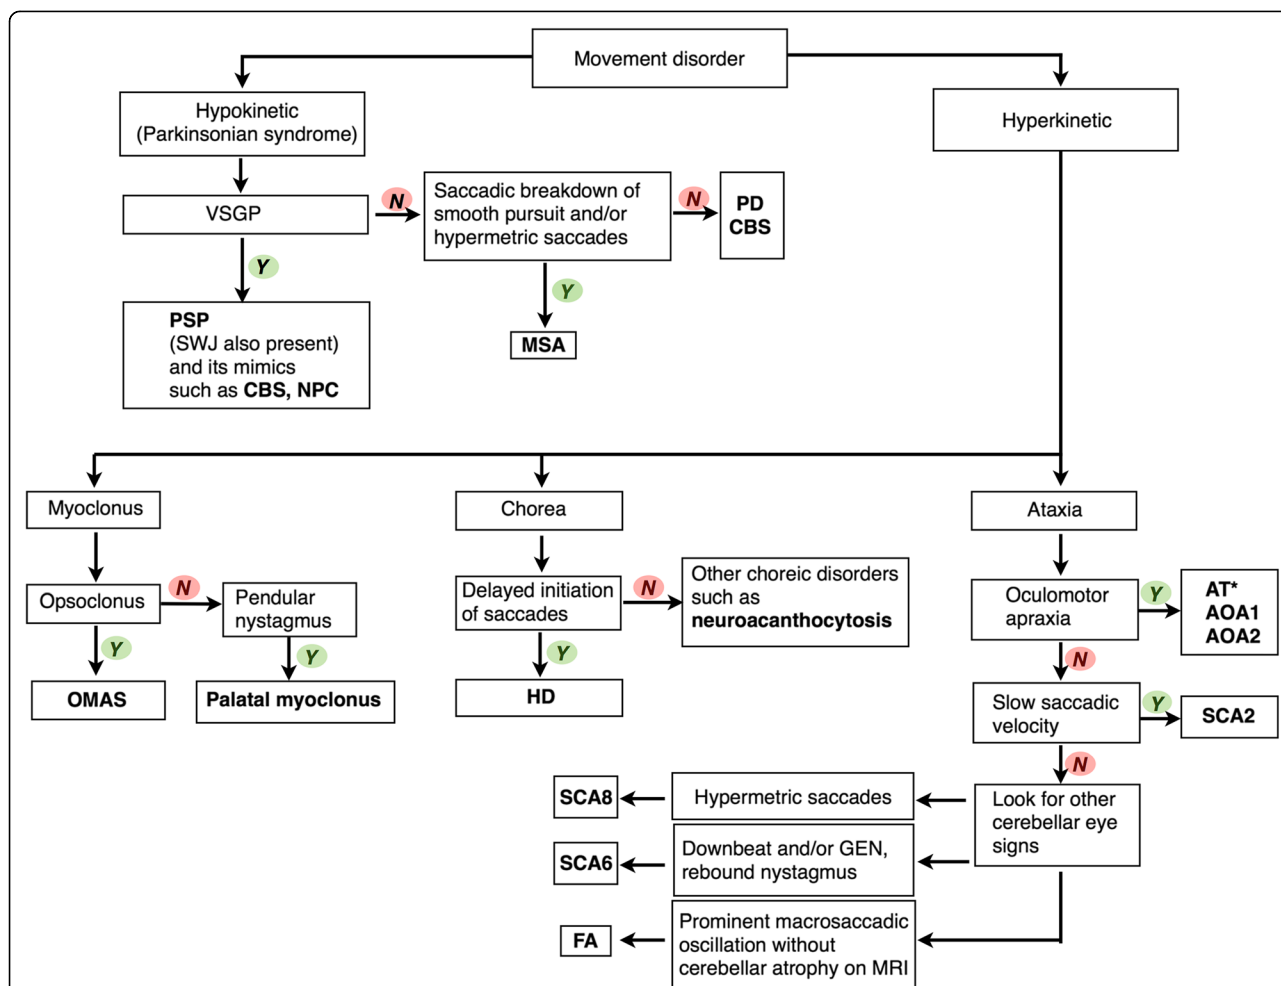 Movement disorder
Hypokinetic
(Parkinsonian syndrome)
Hyperkinetic
VSGP
N
Saccadic breakdown of
smooth pursuit and/or
hypermetric saccades
N
PD
CBS
Y
Y
PSP
(SWJ also present)
and its mimics
such as CBS, NPC
MSA
Myoclonus
Chorea
Ataxia
Opsoclonus
N
Pendular
nystagmus
Delayed initiation
of saccades
N
Other choreic disorders
such as
neuroacanthocytosis
Oculomotor
apraxia
Y
AT*
AOA1
AOA2
Y
Y
Y
N
OMAS
Palatal myoclonus
HD
Slow saccadic
velocity
Y
SCA2
N
SCA8
Hypermetric saccades
Look for other
cerebellar eye
signs
SCA6
Downbeat and/or GEN,
rebound nystagmus
FA
Prominent macrosaccadic
oscillation without
cerebellar atrophy on MRI